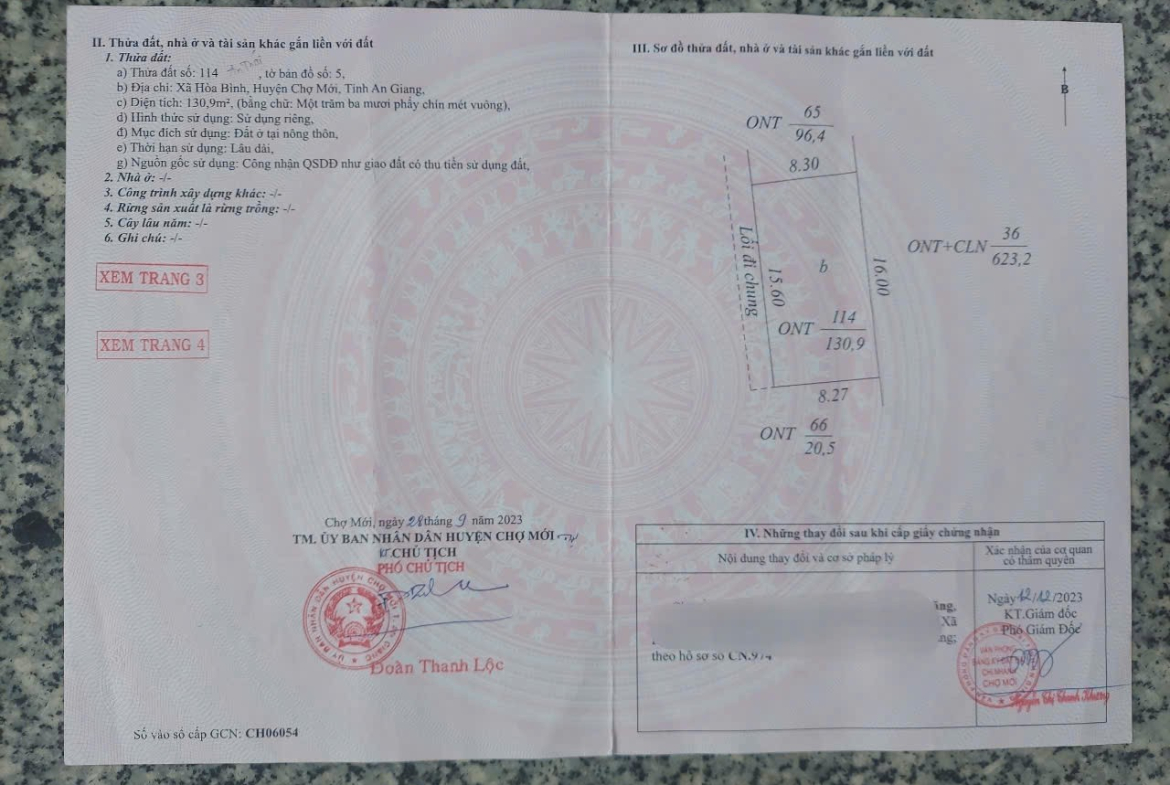 II. Thửa đất, nhà ở và tài sản khác gắn liền với đất
1. Thửa đất:
a) Thửa đất số: 114 , tờ bản đồ số: 5,
b) Địa chỉ: Xã Hòa Bình, Huyện Chợ Mới, Tỉnh An Giang,
c) Diện tích: 130,9m², (bằng chữ: Một trăm ba mươi phẩy chín mét vuông),
d) Hình thức sử dụng: Sử dụng riêng,
đ) Mục đích sử dụng: Đất ở tại nông thôn,
e) Thời hạn sử dụng: Lâu dài,
g) Nguồn gốc sử dụng: Công nhận QSDĐ như giao đất có thu tiền sử dụng đất,
2. Nhà ở: -/-
3. Công trình xây dựng khác: -/-
4. Rừng sản xuất là rừng trồng: -/-
5. Cây lâu năm: -/-
6. Ghi chú: -/-
XEM TRANG 3
XEM TRANG 4
Chợ Mới, ngày 28 tháng 9 năm 2023
TM. ỦY BAN NHÂN DÂN HUYỆN CHỢ MỚI
KT CHỦ TỊCH
PHÓ CHỦ TỊCH
Đoàn Thanh Lộc
Số vào sổ cấp GCN: CH06054
III. Sơ đồ thửa đất, nhà ở và tài sản khác gắn liền với đất
B
ONT 65
96,4
8.30
Lối đi chung
15.60
b
16.00
ONT+CLN 36
623,2
ONT 114
130,9
8.27
ONT 66
20,5
IV. Những thay đổi sau khi cấp giấy chứng nhận
Nội dung thay đổi và cơ sở pháp lý
Xác nhận của cơ quan
có thẩm quyền
Xã
theo hồ sơ số
Ngày 12/12/2023
KT.Giám đốc
Phó Giám Đốc
VĂN PHÒNG
ĐĂNG KÝ ĐẤT ĐAI
CHI NHÁNH
CHỢ MỚI